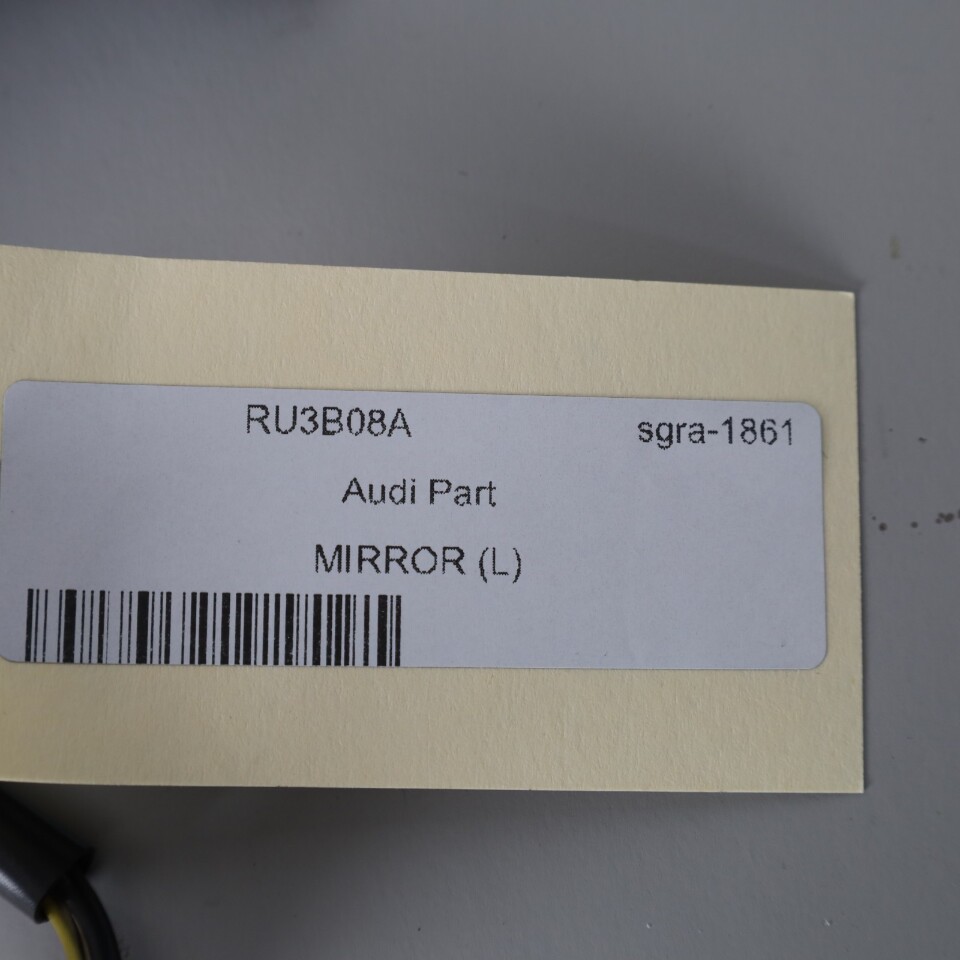 RU3B08A sgra-1861
Audi Part
MIRROR (L)